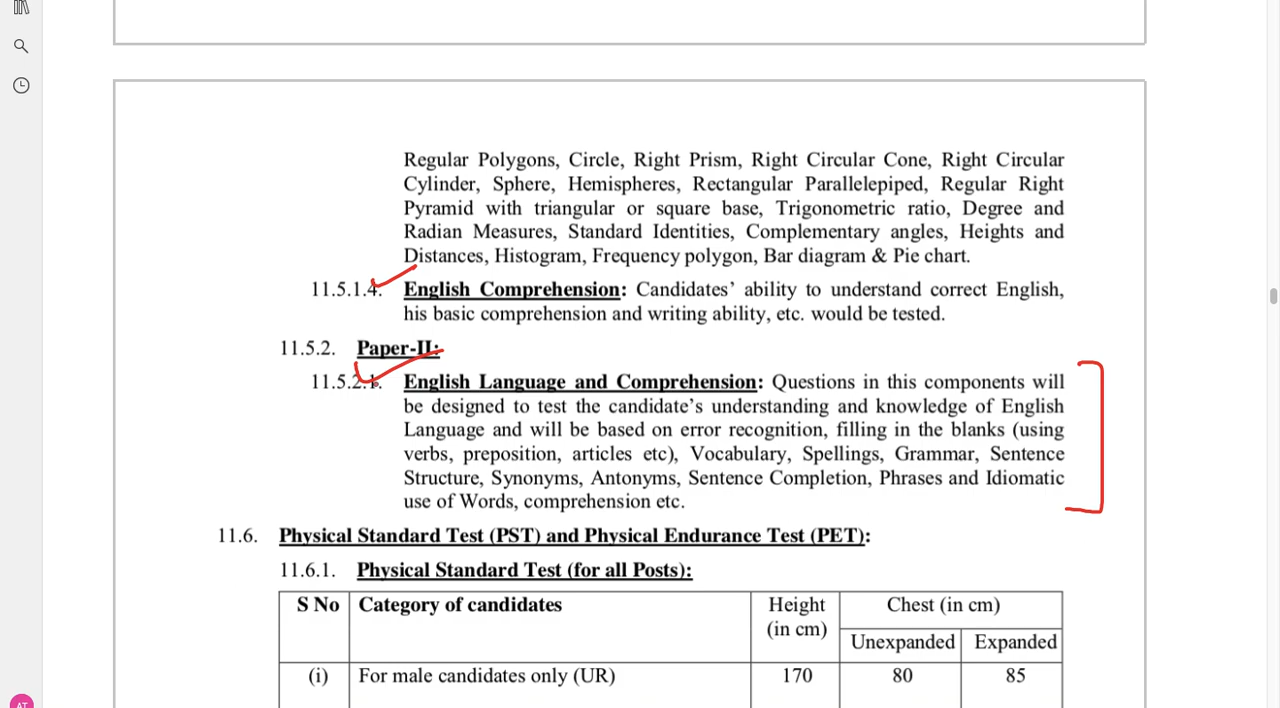 Regular Polygons, Circle, Right Prism, Right Circular Cone, Right Circular
Cylinder, Sphere, Hemispheres, Rectangular Parallelepiped, Regular Right
Pyramid with triangular or square base, Trigonometric ratio, Degree and
Radian Measures, Standard Identities, Complementary angles, Heights and
Distances, Histogram, Frequency polygon, Bar diagram & Pie chart.
11.5.1.4. English Comprehension: Candidates' ability to understand correct English,
his basic comprehension and writing ability, etc. would be tested.
11.5.2. Paper-II:
11.5.2.1. English Language and Comprehension: Questions in this components will
be designed to test the candidate's understanding and knowledge of English
Language and will be based on error recognition, filling in the blanks (using
verbs, preposition, articles etc), Vocabulary, Spellings, Grammar, Sentence
Structure, Synonyms, Antonyms, Sentence Completion, Phrases and Idiomatic
use of Words, comprehension etc.
11.6. Physical Standard Test (PST) and Physical Endurance Test (PET):
11.6.1. Physical Standard Test (for all Posts):
S No Category of candidates Height (in cm) Chest (in cm)
Unexpanded Expanded
(i) For male candidates only (UR) 170 80 85
AT